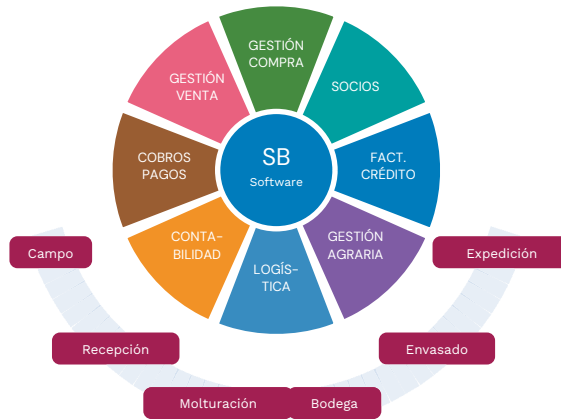 GESTIÓN
COMPRA
GESTIÓN
VENTA
SOCIOS
COBROS
PAGOS
SB
Software
FACT.
CRÉDITO
CONTA-
BILIDAD
GESTIÓN
AGRARIA
LOGÍS-
TICA
Campo
Expedición
Recepción
Envasado
Molturación
Bodega